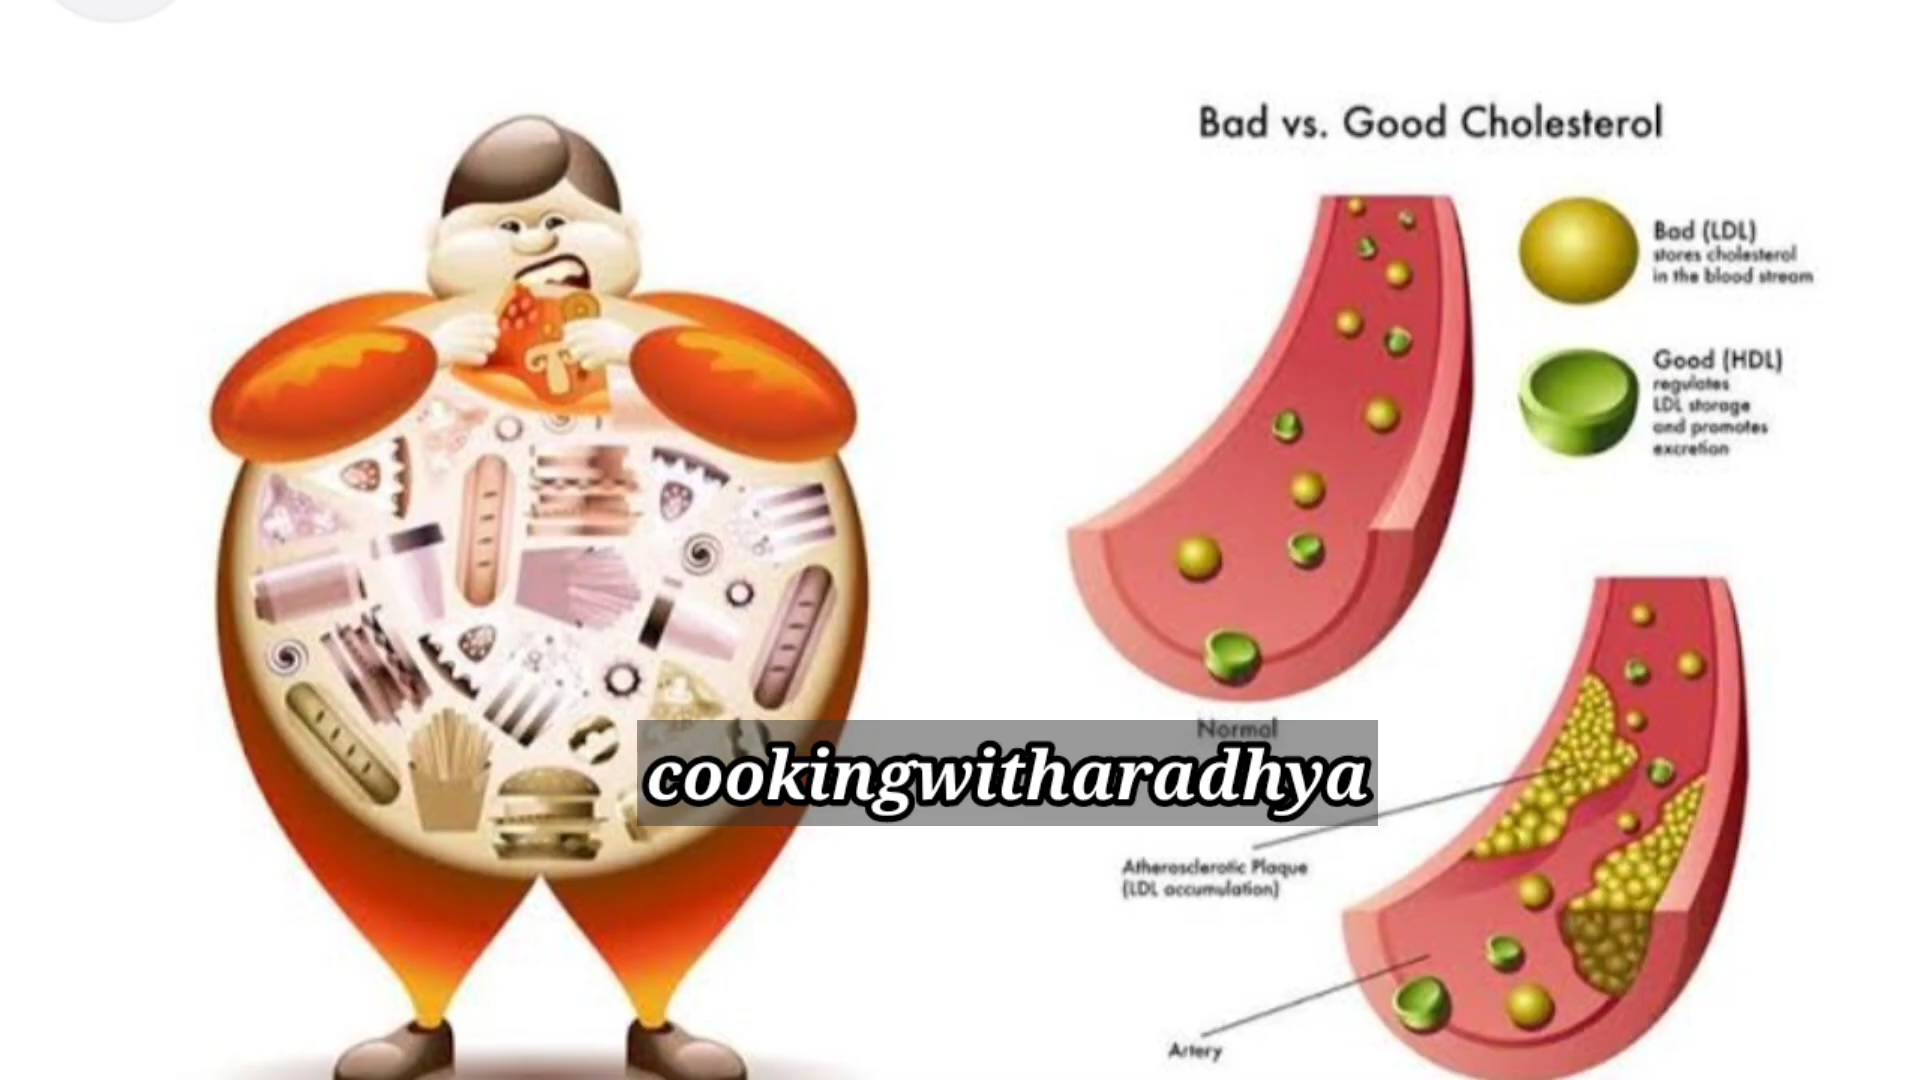 Bad vs. Good Cholesterol
Bad (LDL)
stores cholesterol
in the blood stream
Good (HDL)
regulates
LDL storage
and promotes
excretion
Normal
cookingwitharadhya
Atherosclerotic Plaque
(LDL accumulation)
Artery